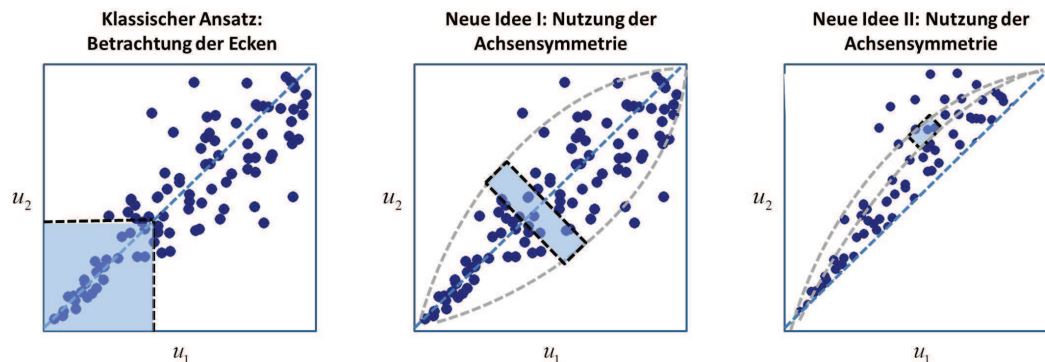 Klassischer Ansatz:
Betrachtung der Ecken
Neue Idee I: Nutzung der
Achsensymmetrie
Neue Idee II: Nutzung der
Achsensymmetrie
u2
u1
u2
u1
u2
u1